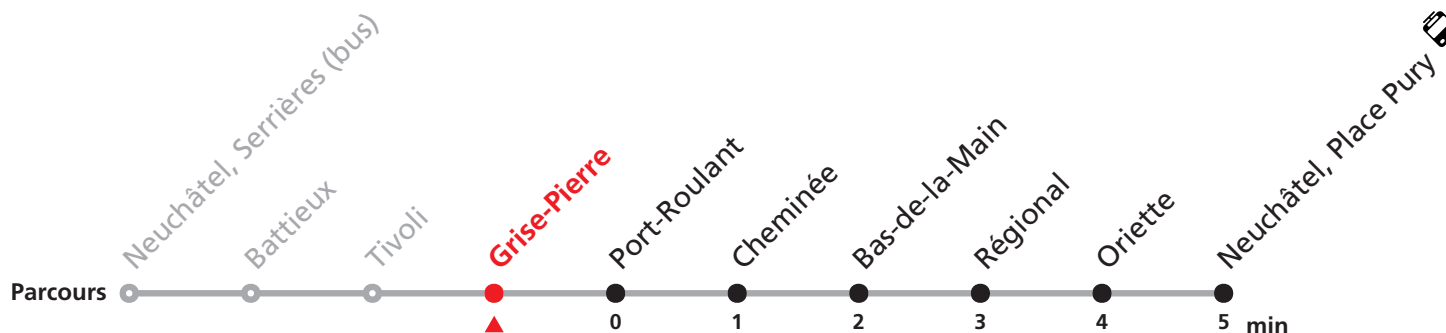 Neuchâtel, Serrières (bus)
Battieux
Tivoli
Grise-Pierre
Port-Roulant
Cheminée
Bas-de-la-Main
Régional
Oriette
Neuchâtel, Place Pury
Parcours
0 1 2 3 4 5 min